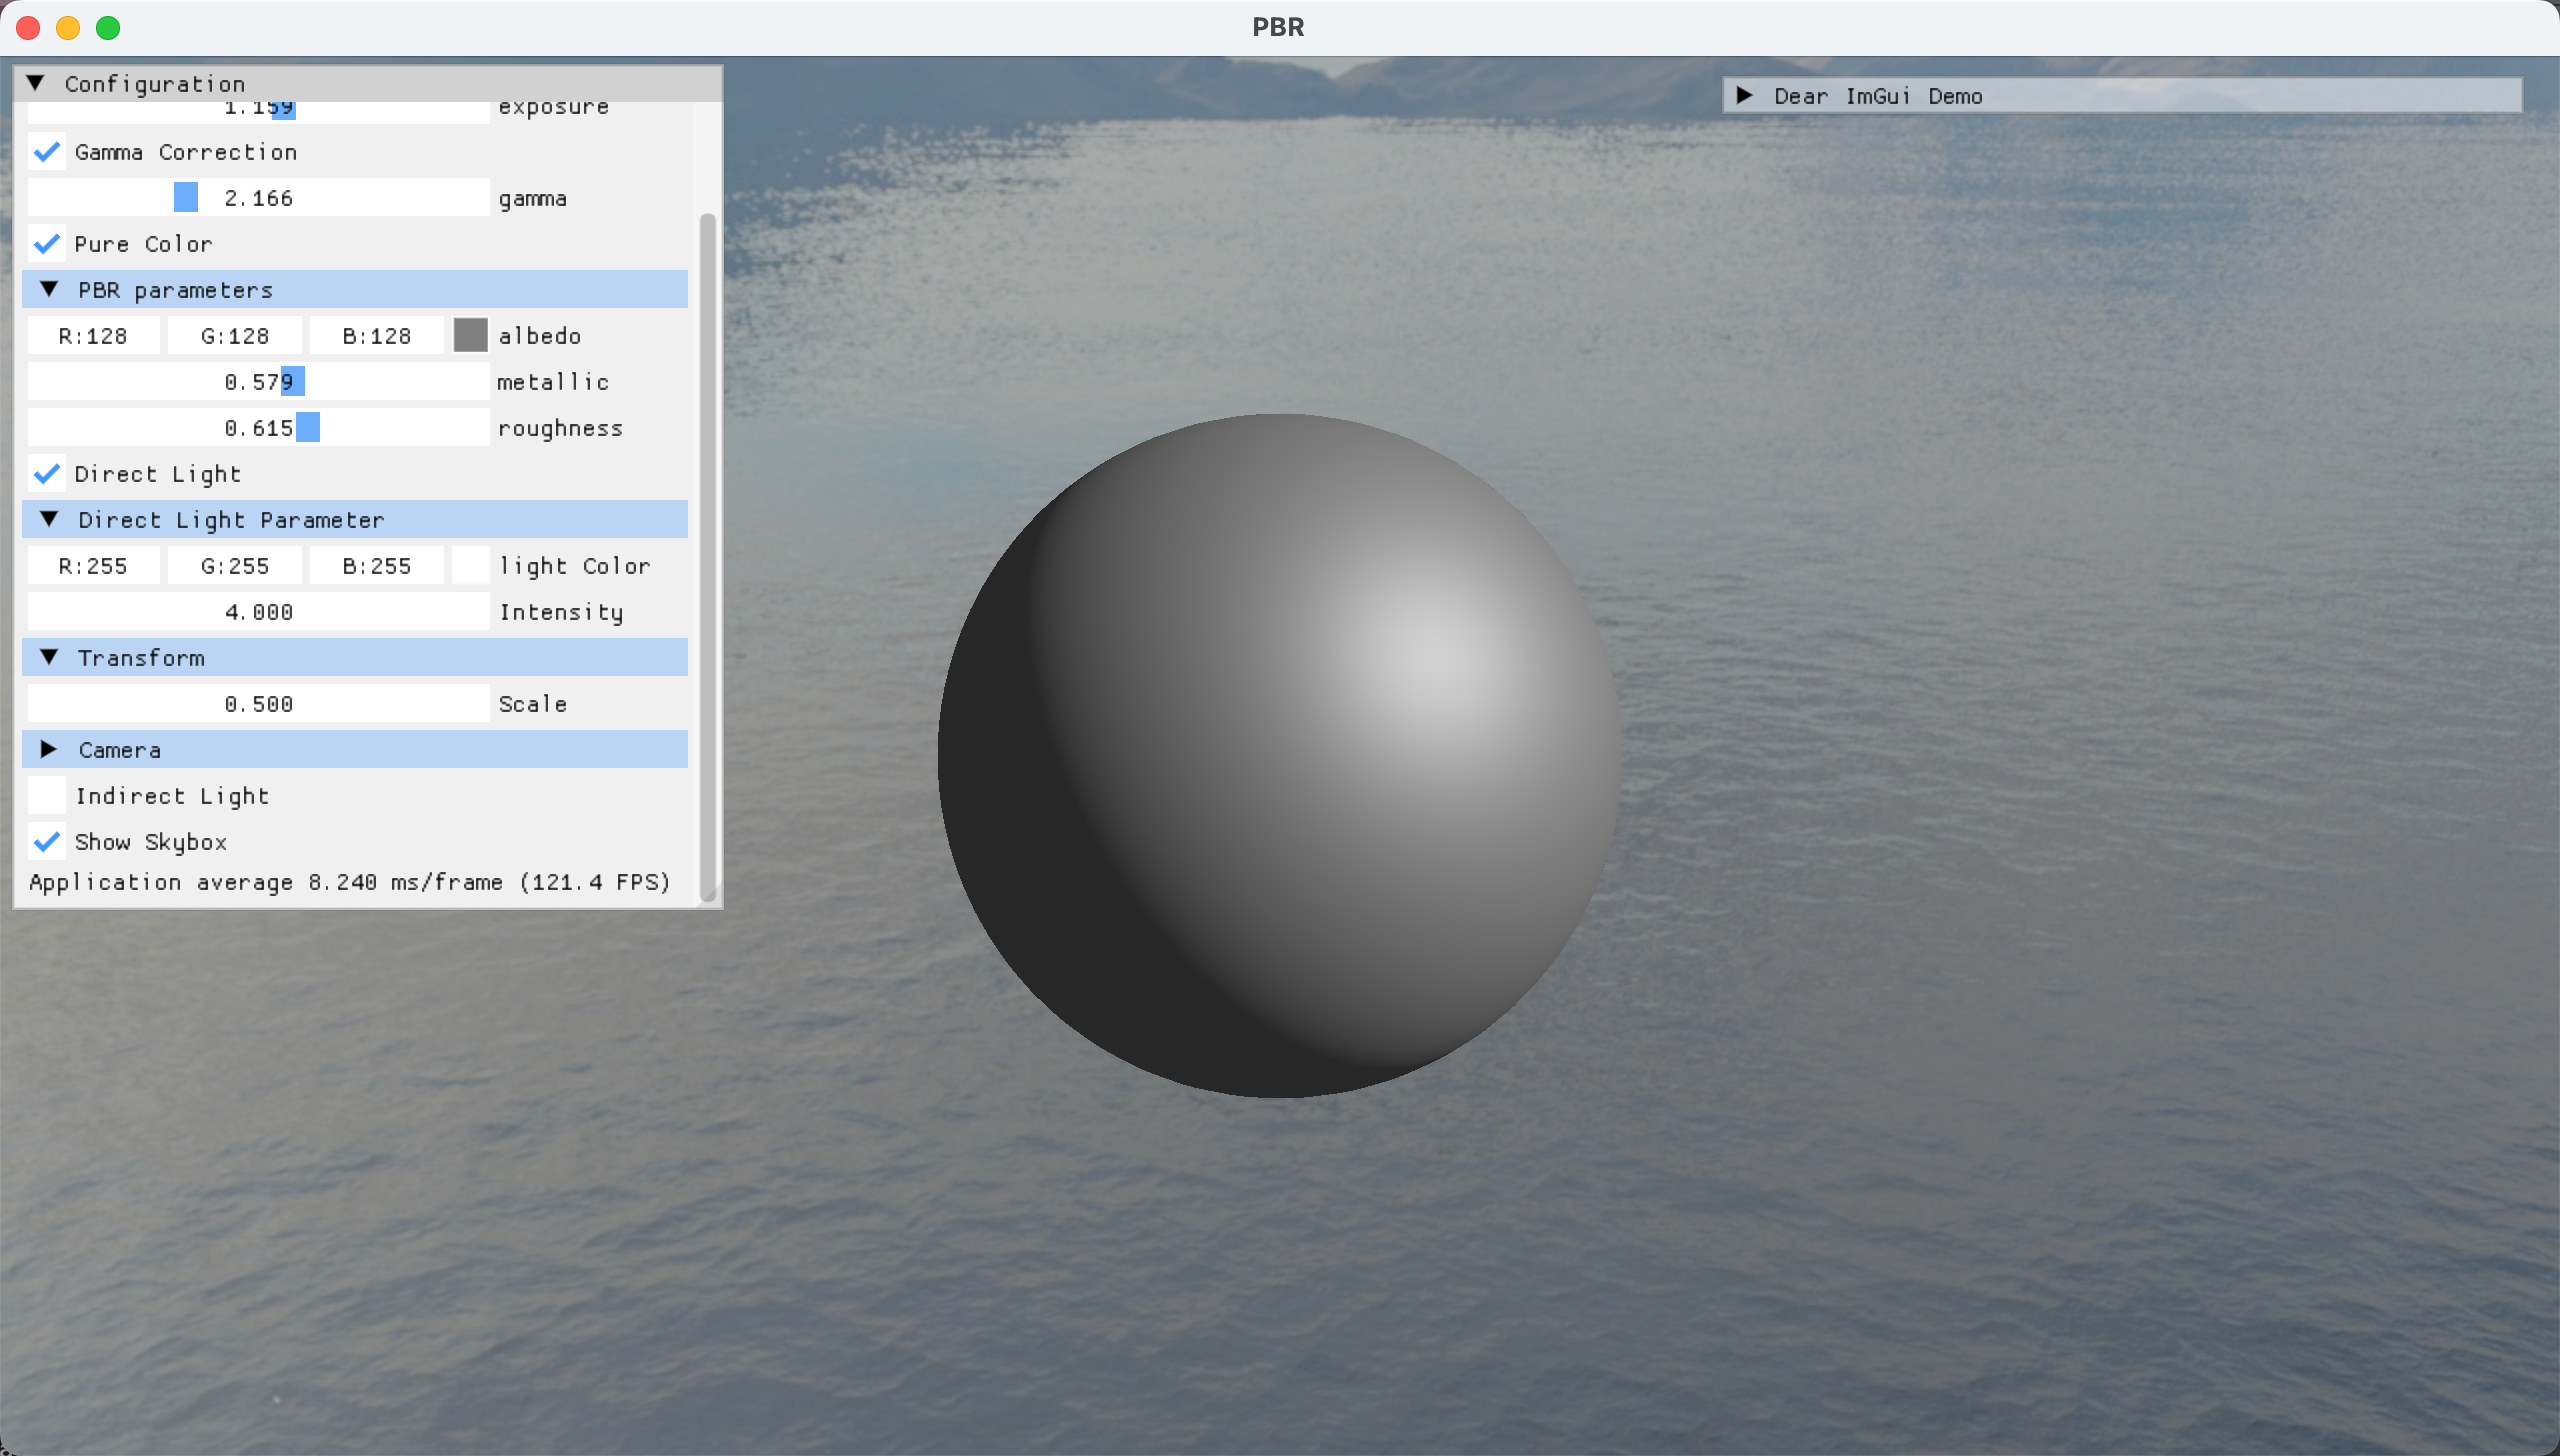 PBR
Configuration
1.159 exposure
Gamma Correction
2.166 gamma
Pure Color
PBR parameters
R:128 G:128 B:128 albedo
0.579 metallic
0.615 roughness
Direct Light
Direct Light Parameter
R:255 G:255 B:255 light Color
4.000 Intensity
Transform
0.500 Scale
Camera
Indirect Light
Show Skybox
Application average 8.240 ms/frame (121.4 FPS)
Dear ImGui Demo